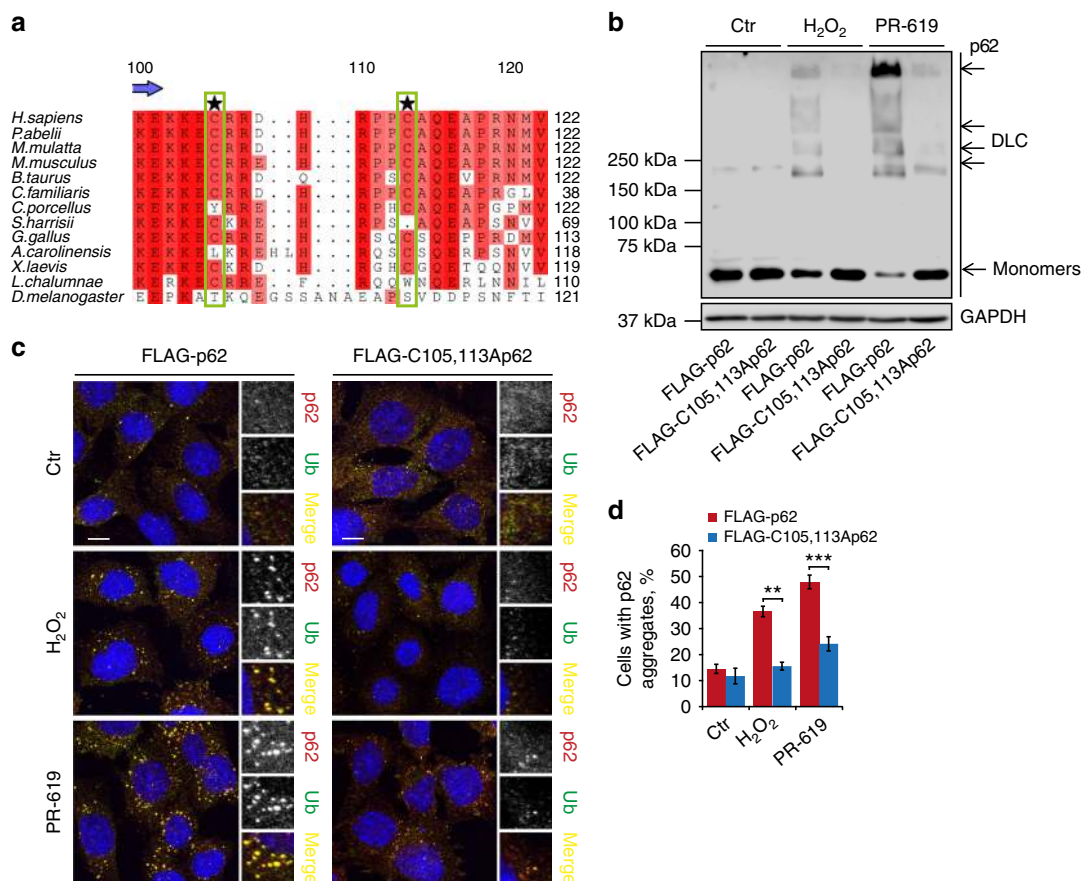 a
100 110 120
H.sapiens K E K K E C R R D . . H . . . R P P C A Q E A P R N M V 122
P.abelii K E K K E C R R D . . H . . . R P P C A Q E A P R N M V 122
M.mulatta K E K K E C R R D . . H . . . R P P C A Q E A P R N M V 122
M.musculus K E K K E C R R E . . H . . . R P P C A Q E A P R N M V 122
B.taurus K E K K E C R R D . . Q . . . R P S C A Q E V P R N M V 122
C.familiaris K E K K E C R R D . . H . . . R P P C A Q E A P R G L V 38
C.porcellus K E K K E Y R R E . . H . . . R P H C A Q E A P G P M V 122
S.harrisii K E K K E C K R E . . H . . . R P S . A Q E A P S N V V 69
G.gallus K E K K E C R R E . . H . . . R S Q C S Q E P P R D M V 113
A.carolinensis K E K K E L K R E H L H . . . R S Q C S Q E R P S N V V 118
X.laevis K E K K E C K R D . . H . . . R G H C G Q E T Q Q N V V 119
L.chalumnae K E R K E C R R E . . H . . . R Q Q W N Q E R L N N I L 110
D.melanogaster E E P K A T K Q E G S S A N A E A P S V D D P S N F T I 121
b
Ctr H₂O₂ PR-619
p62
DLC
250 kDa
150 kDa
100 kDa
75 kDa
Monomers
37 kDa
GAPDH
FLAG-p62
FLAG-C105,113Ap62
FLAG-p62
FLAG-C105,113Ap62
FLAG-p62
FLAG-C105,113Ap62
c
FLAG-p62 FLAG-C105,113Ap62
Ctr
p62
Ub
Merge
p62
Ub
Merge
H₂O₂
p62
Ub
Merge
p62
Ub
Merge
PR-619
p62
Ub
Merge
p62
Ub
Merge
d
FLAG-p62
FLAG-C105,113Ap62
Cells with p62
aggregates, %
60
50
40
30
20
10
0
**
***
Ctr
H₂O₂
PR-619